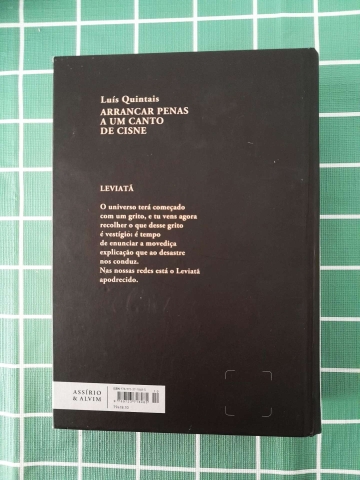 Luís Quintais
ARRANCAR PENAS
A UM CANTO
DE CISNE
LEVIATÃ
O universo terá começado
com um grito, e tu vens agora
recolher o que desse grito
é vestígio: é tempo
de enunciar a movediça
explicação que ao desastre
nos conduz.
Nas nossas redes está o Leviatã
apodrecido.
ASSÍRIO
& ALVIM